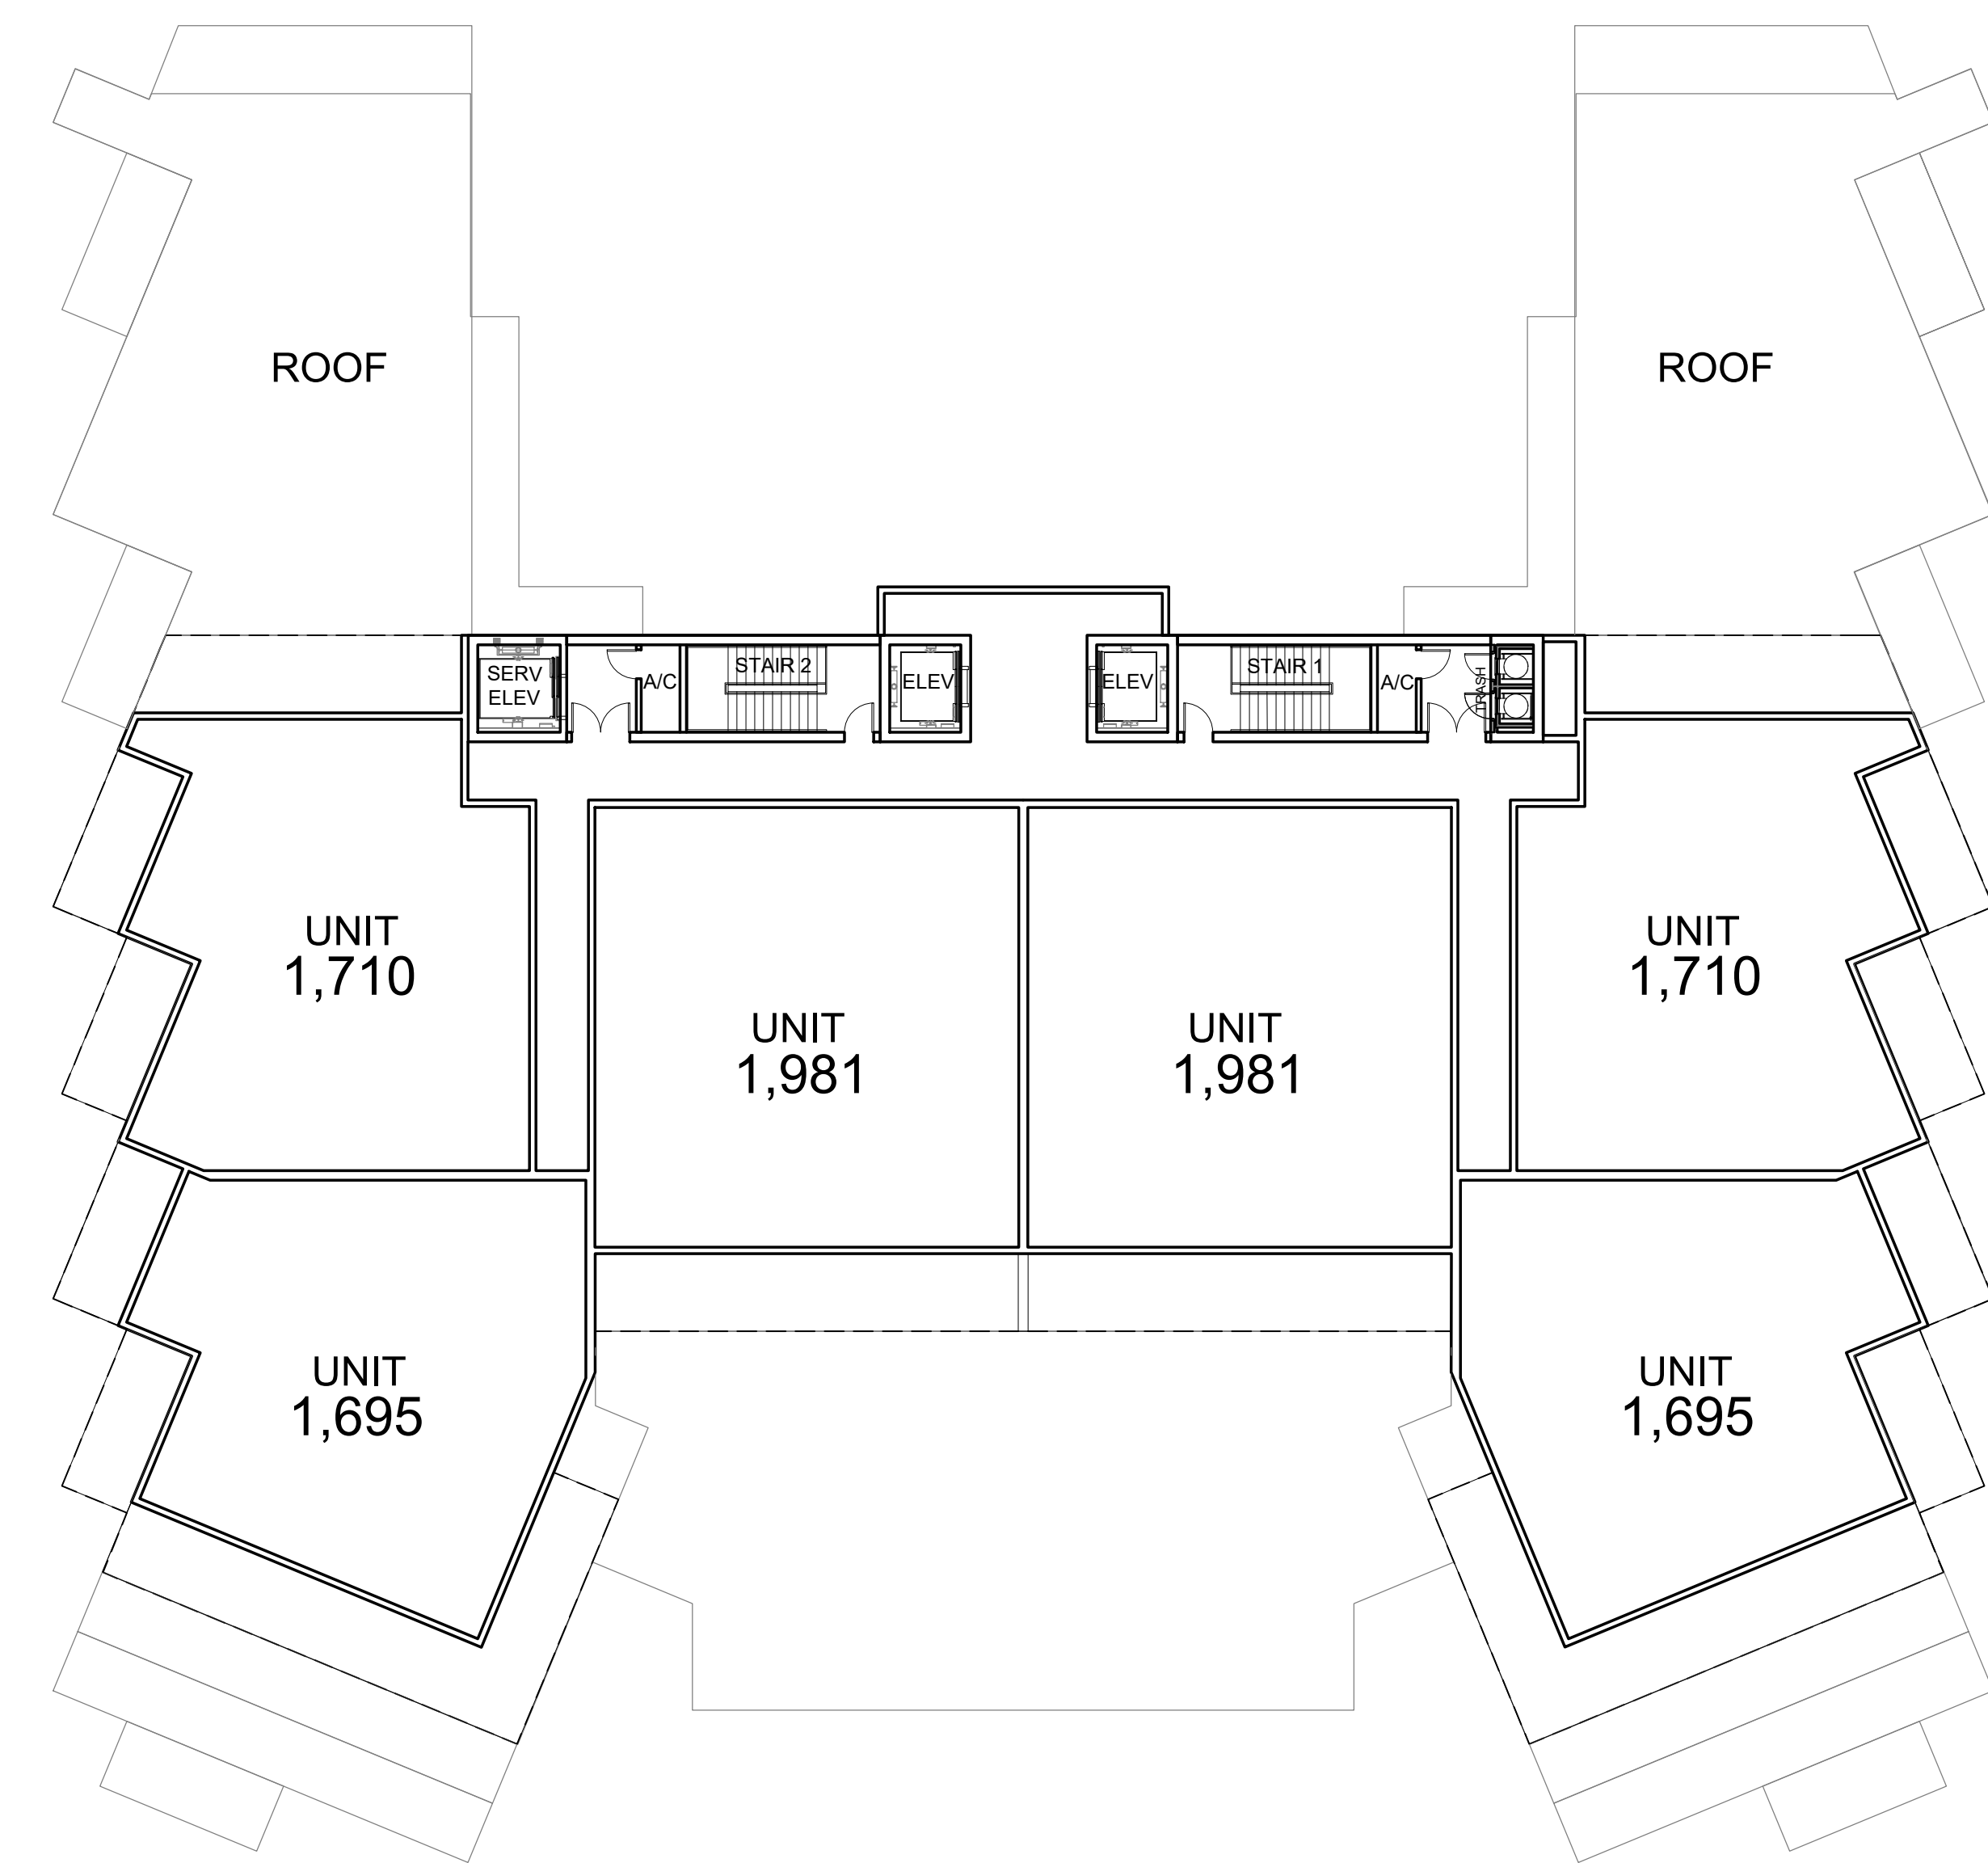 ROOF
ROOF
SERV
ELEV
A/C
STAIR 2
ELEV
ELEV
STAIR 1
A/C
TRASH
UNIT
1,710
UNIT
1,981
UNIT
1,981
UNIT
1,710
UNIT
1,695
UNIT
1,695